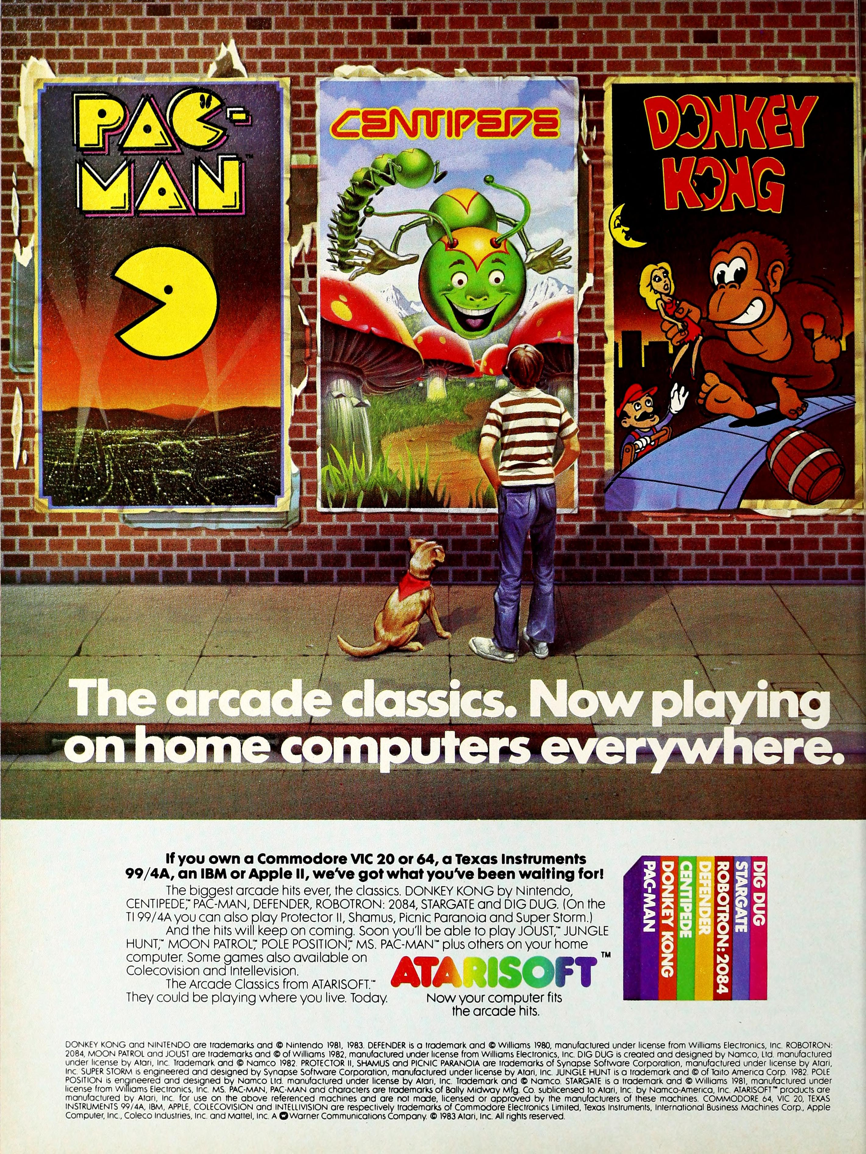 PAC-
MAN™
CENTIPEDE
DONKEY
KONG
The arcade classics. Now playing
on home computers everywhere.
If you own a Commodore VIC 20 or 64, a Texas Instruments
99/4A, an IBM or Apple II, we've got what you've been waiting for!
The biggest arcade hits ever, the classics. DONKEY KONG by Nintendo,
CENTIPEDE,™ PAC-MAN, DEFENDER, ROBOTRON: 2084, STARGATE and DIG DUG. (On the
TI 99/4A you can also play Protector II, Shamus, Picnic Paranoia and Super Storm.)
And the hits will keep on coming. Soon you'll be able to play JOUST,™ JUNGLE
HUNT,™ MOON PATROL,™ POLE POSITION,™ MS. PAC-MAN™ plus others on your home
computer. Some games also available on
Colecovision and Intellevision.
The Arcade Classics from ATARISOFT.™
They could be playing where you live. Today.
ATARISOFT™
Now your computer fits
the arcade hits.
PAC-MAN
DONKEY KONG
CENTIPEDE
DEFENDER
ROBOTRON: 2084
STARGATE
DIG DUG
DONKEY KONG and NINTENDO are trademarks and © Nintendo 1981, 1983. DEFENDER is a trademark and © Williams 1980, manufactured under license from Williams Electronics, Inc. ROBOTRON:
2084, MOON PATROL and JOUST are trademarks and © of Williams 1982, manufactured under license from Williams Electronics, Inc. DIG DUG is created and designed by Namco, Ltd. manufactured
under license by Atari, Inc. Trademark and © Namco 1982. PROTECTOR II, SHAMUS and PICNIC PARANOIA are trademarks of Synapse Software Corporation, manufactured under license by Atari,
Inc. SUPER STORM is engineered and designed by Synapse Software Corporation, manufactured under license by Atari, Inc. JUNGLE HUNT is a trademark and © of Taito America Corp. 1982. POLE
POSITION is engineered and designed by Namco Ltd. manufactured under license by Atari, Inc. Trademark and © Namco. STARGATE is a trademark and © Williams 1981, manufactured under
license from Williams Electronics, Inc. MS. PAC-MAN, PAC-MAN and characters are trademarks of Bally Midway Mfg. Co. sublicensed to Atari, Inc. by Namco-America, Inc. ATARISOFT™ products are
manufactured by Atari, Inc. for use on the above referenced machines and are not made, licensed or approved by the manufacturers of these machines. COMMODORE 64, VIC 20, TEXAS
INSTRUMENTS 99/4A, IBM, APPLE, COLECOVISION and INTELLIVISION are respectively trademarks of Commodore Electronics Limited, Texas Instruments, International Business Machines Corp., Apple
Computer, Inc., Coleco Industries, Inc. and Mattel, Inc. A Warner Communications Company. © 1983 Atari, Inc. All rights reserved.